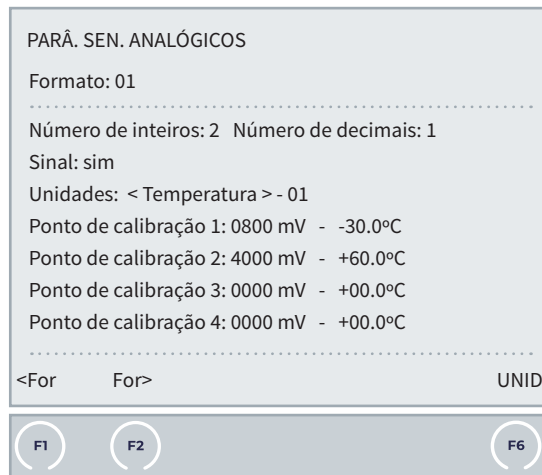 PARÂ. SEN. ANALÓGICOS
Formato: 01
Número de inteiros: 2 Número de decimais: 1
Sinal: sim
Unidades: < Temperatura > - 01
Ponto de calibração 1: 0800 mV - -30.0ºC
Ponto de calibração 2: 4000 mV - +60.0ºC
Ponto de calibração 3: 0000 mV - +00.0ºC
Ponto de calibração 4: 0000 mV - +00.0ºC
<For For> UNID
F1 F2 F6